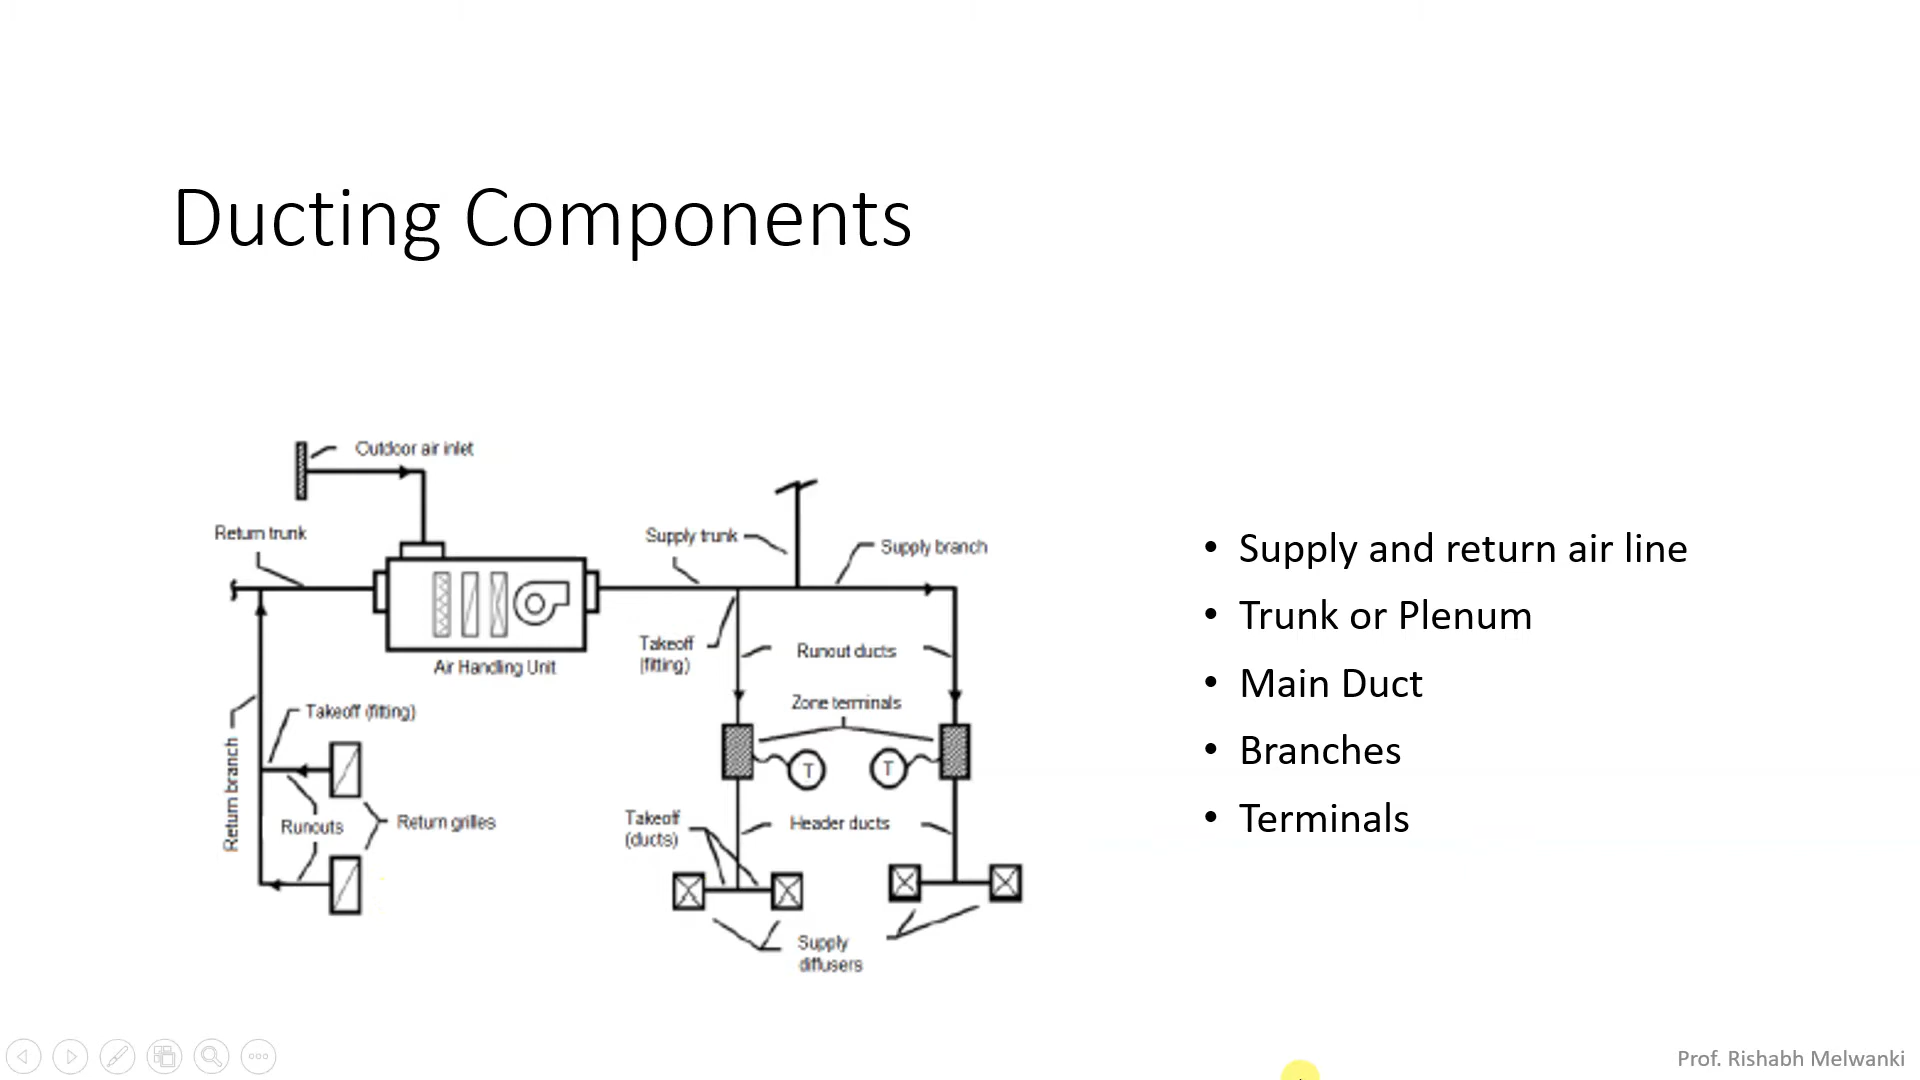 Ducting Components
Outdoor air inlet
Return trunk
Supply trunk
Supply branch
Takeoff
(fitting)
Runout ducts
Air Handling Unit
Zone terminals
Takeoff (fitting)
T
T
Return branch
Runouts
Return grilles
Takeoff
(ducts)
Header ducts
Supply
diffusers
• Supply and return air line
• Trunk or Plenum
• Main Duct
• Branches
• Terminals
Prof. Rishabh Melwanki